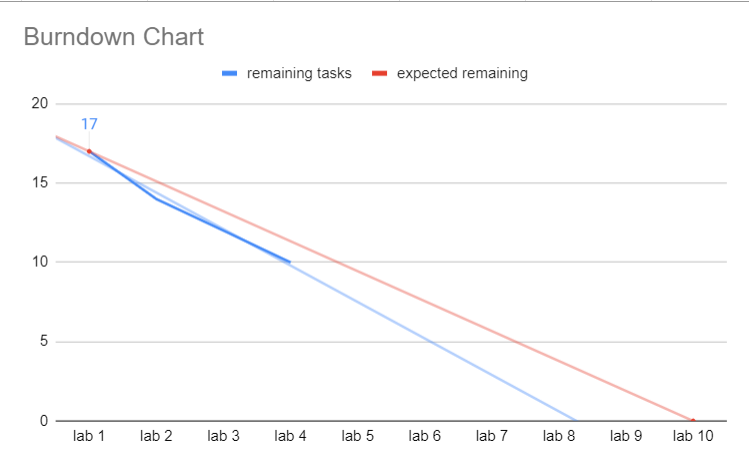 Burndown Chart
remaining tasks expected remaining
20
17
15
10
5
0
lab 1 lab 2 lab 3 lab 4 lab 5 lab 6 lab 7 lab 8 lab 9 lab 10